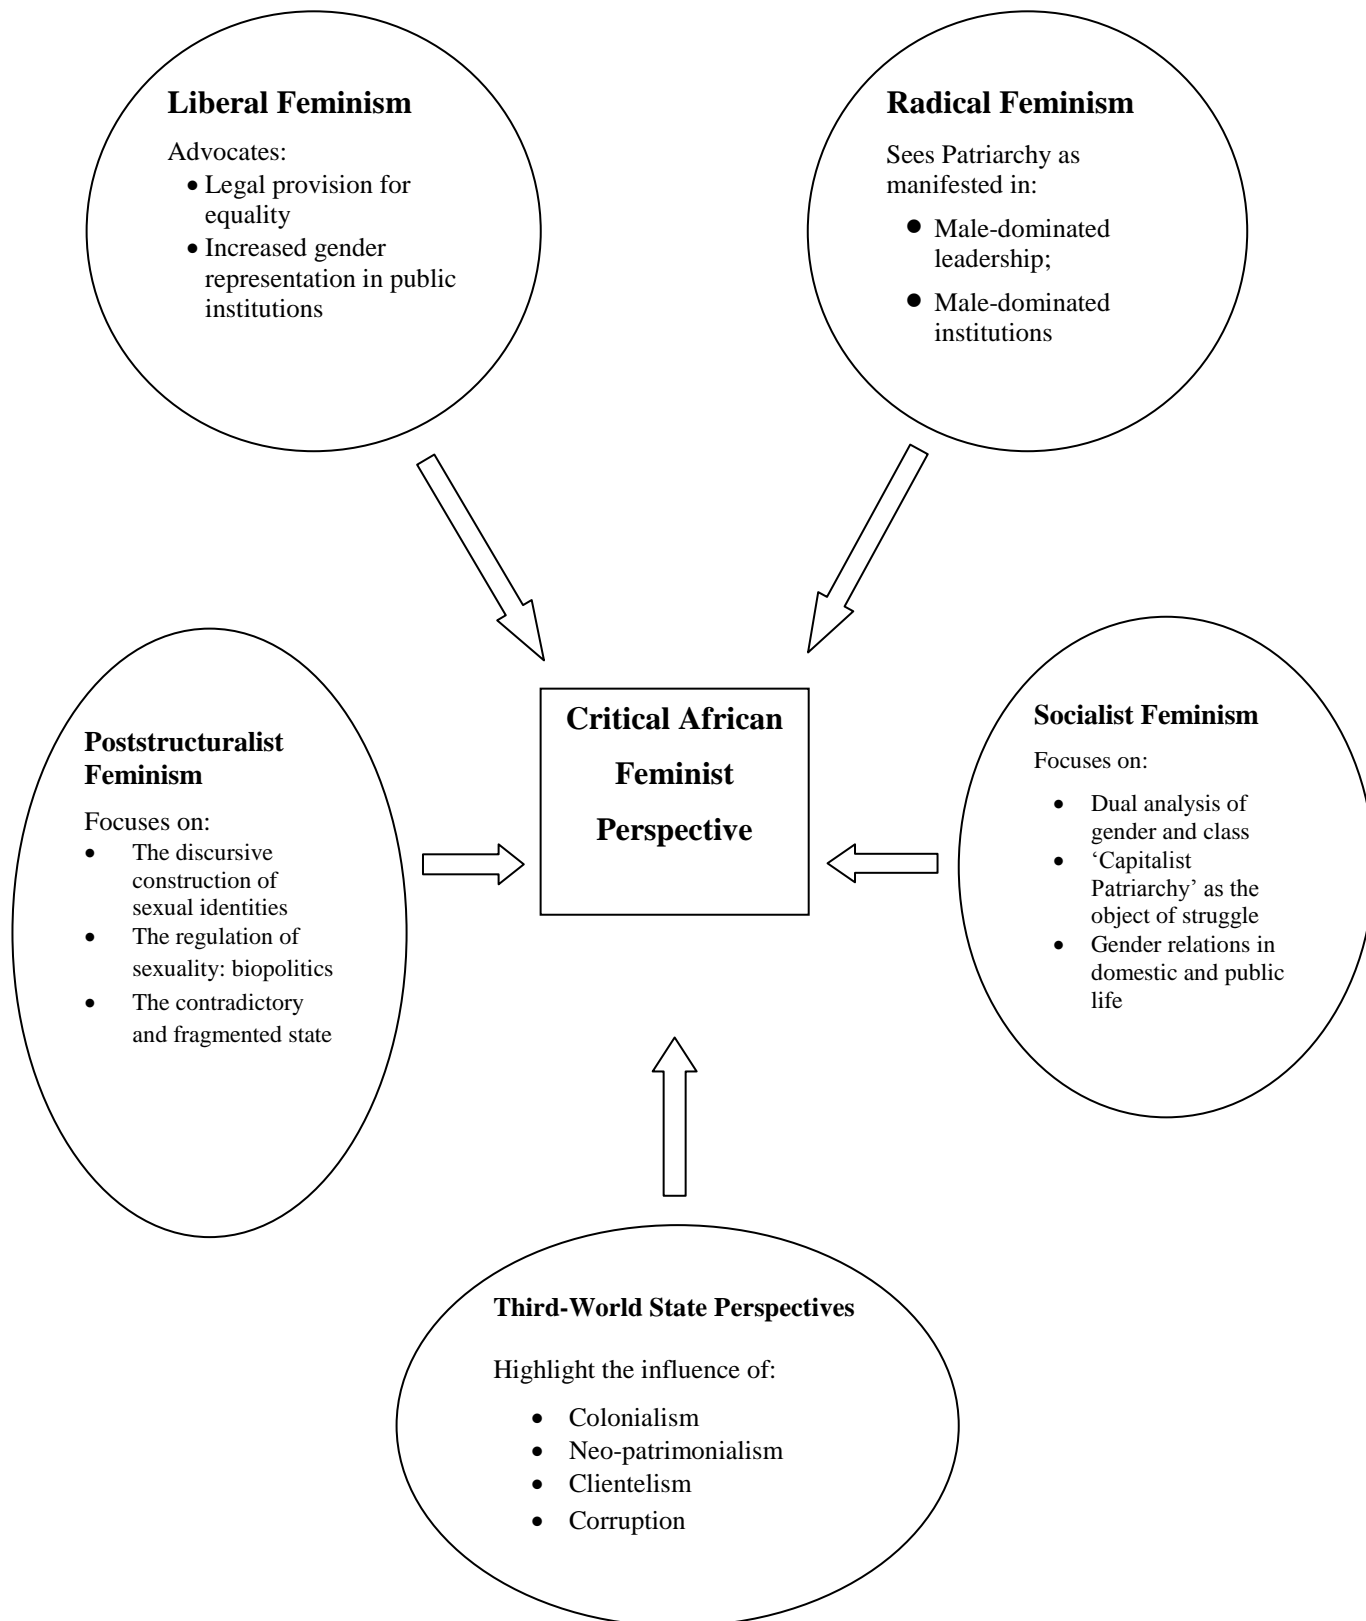 Liberal Feminism
Advocates:
• Legal provision for
equality
• Increased gender
representation in public
institutions
Radical Feminism
Sees Patriarchy as
manifested in:
• Male-dominated
leadership;
• Male-dominated
institutions
Poststructuralist
Feminism
Focuses on:
• The discursive
construction of
sexual identities
• The regulation of
sexuality: biopolitics
• The contradictory
and fragmented state
Critical African
Feminist
Perspective
Socialist Feminism
Focuses on:
• Dual analysis of
gender and class
• ‘Capitalist
Patriarchy’ as the
object of struggle
• Gender relations in
domestic and public
life
Third-World State Perspectives
Highlight the influence of:
• Colonialism
• Neo-patrimonialism
• Clientelism
• Corruption